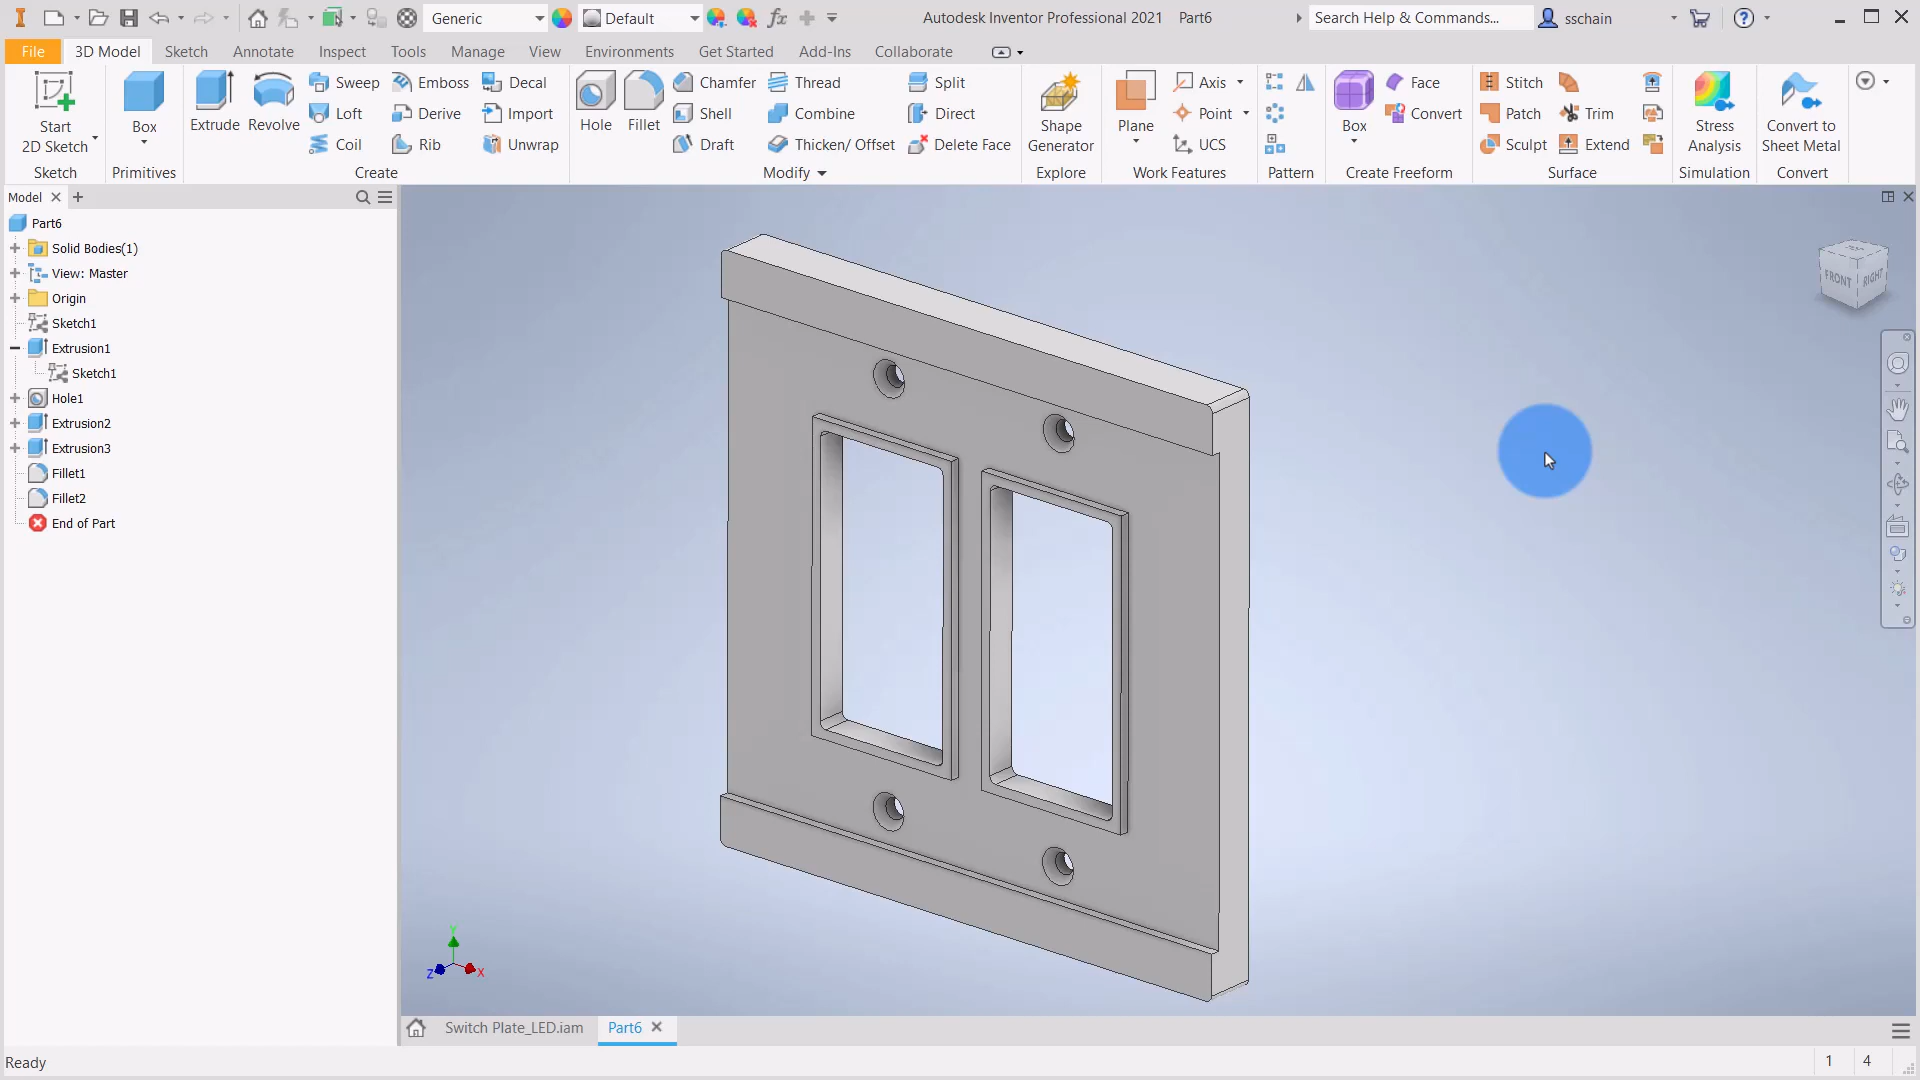 Generic
Default
fx
Autodesk Inventor Professional 2021 Part6
Search Help & Commands...
sschain
File 3D Model Sketch Annotate Inspect Tools Manage View Environments Get Started Add-Ins Collaborate
Start
2D Sketch
Sketch
Box
Primitives
Extrude
Revolve
Sweep
Loft
Coil
Emboss
Derive
Rib
Decal
Import
Unwrap
Create
Hole
Fillet
Chamfer
Shell
Draft
Thread
Combine
Thicken/ Offset
Split
Direct
Delete Face
Modify
Shape
Generator
Explore
Plane
Axis
Point
UCS
Work Features
Pattern
Box
Face
Convert
Create Freeform
Stitch
Patch
Sculpt
Trim
Extend
Surface
Stress
Analysis
Simulation
Convert to
Sheet Metal
Convert
Model
Part6
Solid Bodies(1)
View: Master
Origin
Sketch1
Extrusion1
Sketch1
Hole1
Extrusion2
Extrusion3
Fillet1
Fillet2
End of Part
TOP
FRONT
RIGHT
Y
Z
X
Switch Plate_LED.iam
Part6
Ready
1 4